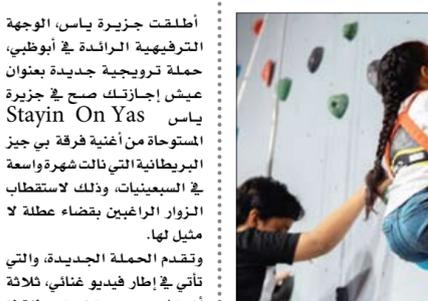 أطلقت جزيرة ياس، الوجهة
الترفيهية الرائدة في أبوظبي،
حملة ترويجية جديدة بعنوان
عيش إجازتك صح في جزيرة
ياس Stayin On Yas
المستوحاة من أغنية فرقة بي جيز
البريطانية التي نالت شهرة واسعة
في السبعينيات، وذلك لاستقطاب
الزوار الراغبين بقضاء عطلة لا
مثيل لها.
وتقدم الحملة الجديدة، والتي
تأتي في إطار فيديو غنائي، ثلاثة